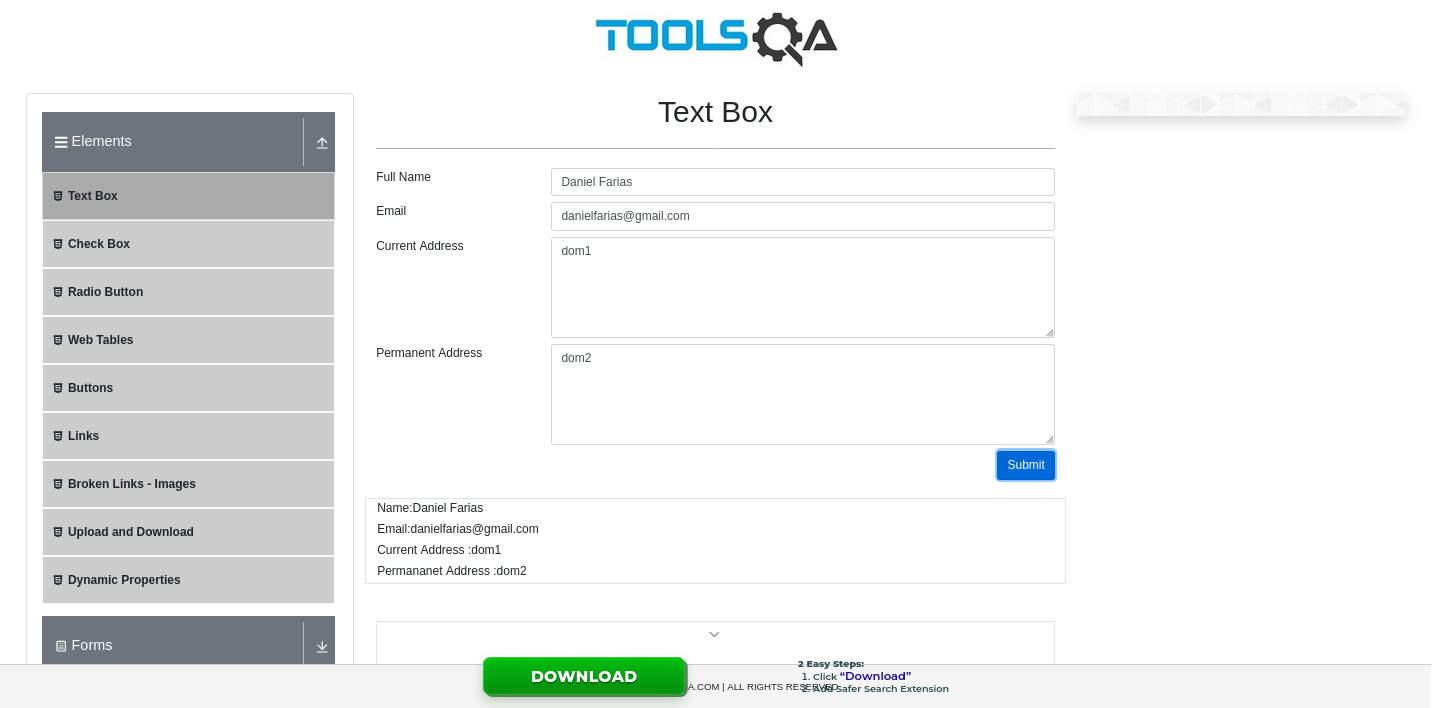 TOOLSQA
Elements
Text Box
Check Box
Radio Button
Web Tables
Buttons
Links
Broken Links - Images
Upload and Download
Dynamic Properties
Forms
Text Box
Full Name
Daniel Farias
Email
danielfarias@gmail.com
Current Address
dom1
Permanent Address
dom2
Submit
Name:Daniel Farias
Email:danielfarias@gmail.com
Current Address :dom1
Permananet Address :dom2
DOWNLOAD
A.COM | ALL RIGHTS RESERVED.
2 Easy Steps:
1. Click “Download”
2. Add Safer Search Extension